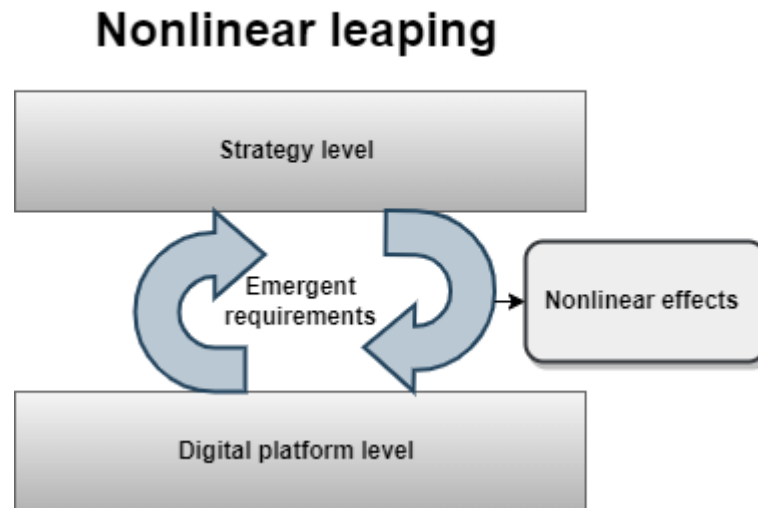 Nonlinear leaping
Strategy level
Emergent
requirements
Nonlinear effects
Digital platform level